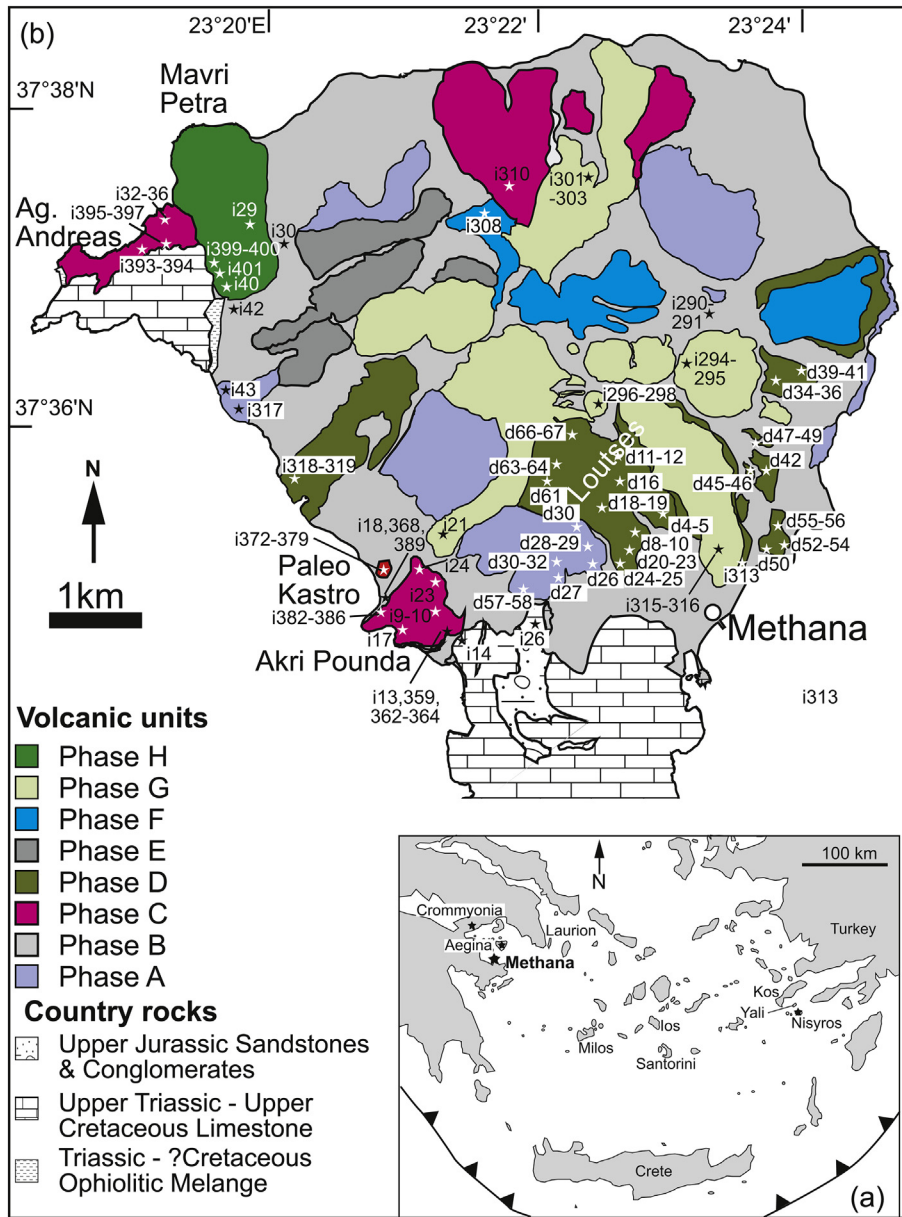 (b)
23°20'E
23°22'
23°24'
37°38'N
37°36'N
Mavri
Petra
Ag.
Andreas
i32-36
i395-397
i393-394
i29
i30
i399-400
i401
i40
i42
i43
i317
i310
i301
-303
i308
i290-
291
i294-
295
d39-41
d34-36
i296-298
d47-49
d42
d45-46
d66-67
Loutses
d11-12
d63-64
d16
d61
d18-19
d30
d4-5
d55-56
d52-54
d50
i318-319
i21
i18,368,
389
i24
i372-379
Paleo
Kastro
d28-29
d8-10
d30-32
d20-23
d26
d24-25
d27
i313
d57-58
i315-316
i23
i9-10
i382-386
i17
Akri Pounda
i14
i26
i13,359,
362-364
Methana
i313
N
1km
Volcanic units
Phase H
Phase G
Phase F
Phase E
Phase D
Phase C
Phase B
Phase A
Country rocks
Upper Jurassic Sandstones
& Conglomerates
Upper Triassic - Upper
Cretaceous Limestone
Triassic - ?Cretaceous
Ophiolitic Melange
N
100 km
Crommyonia
Laurion
Aegina
Methana
Turkey
Kos
Yali
Nisyros
Ios
Milos
Santorini
Crete
(a)